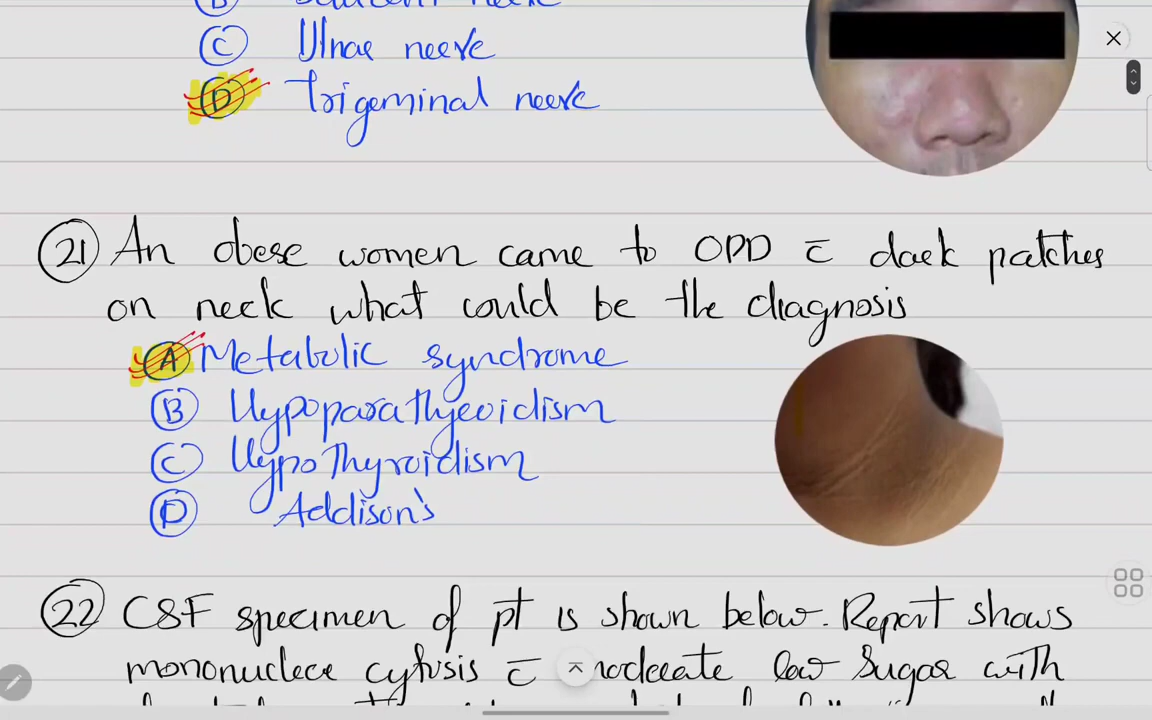 C Ulnar nerve
D Trigeminal nerve
21 An obese women came to OPD c̄ dark patches
on neck what could be the diagnosis
A Metabolic syndrome
B Hypoparathyroidism
C Hypothyroidism
D Addison's
22 CSF specimen of pt is shown below. Report shows
mononuclear cytosis c̄ moderate low sugar with